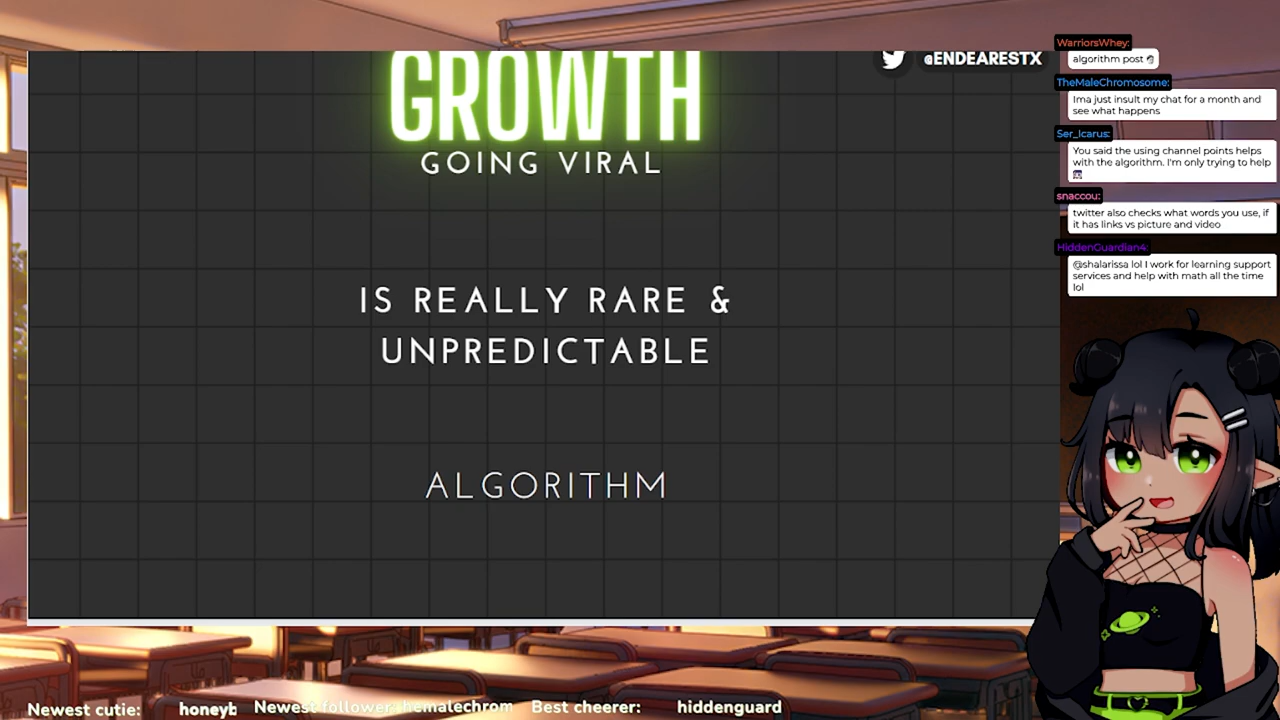 GROWTH
GOING VIRAL
@ENDEARESTX
IS REALLY RARE &
UNPREDICTABLE
ALGORITHM
WarriorsWhey:
algorithm post
TheMaleChromosome:
Ima just insult my chat for a month and
see what happens
Ser_Icarus:
You said the using channel points helps
with the algorithm. I'm only trying to help
snaccou:
twitter also checks what words you use, if
it has links vs picture and video
HiddenGuardian4:
@shalarissa lol I work for learning support
services and help with math all the time
lol
Newest cutie: honeyb
Newest follower: hemalechrom
Best cheerer: hiddenguard